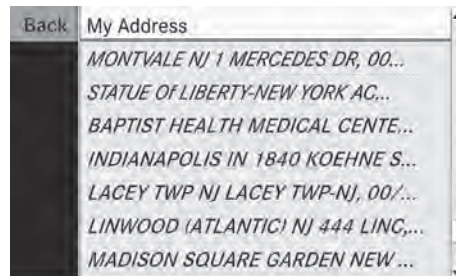 Back My Address
MONTVALE NJ 1 MERCEDES DR, 00...
STATUE Of LIBERTY-NEW YORK AC...
BAPTIST HEALTH MEDICAL CENTE...
INDIANAPOLIS IN 1840 KOEHNE S...
LACEY TWP NJ LACEY TWP-NJ, 00/...
LINWOOD (ATLANTIC) NJ 444 LINC,...
MADISON SQUARE GARDEN NEW ...